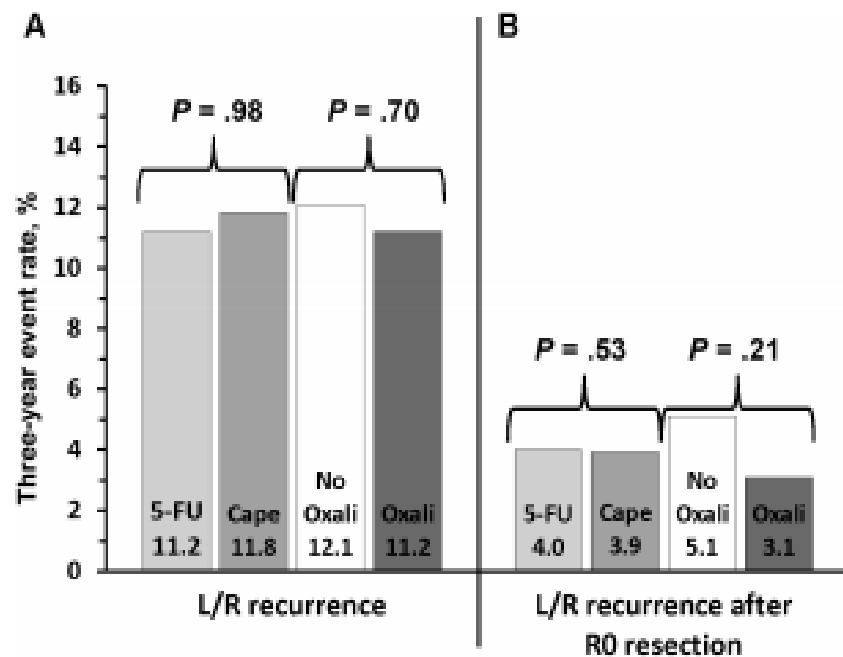 A
B
Three-year event rate, %
16
14
12
10
8
6
4
2
0
P = .98
P = .70
5-FU
11.2
Cape
11.8
No
Oxali
12.1
Oxali
11.2
L/R recurrence
P = .53
P = .21
5-FU
4.0
Cape
3.9
No
Oxali
5.1
Oxali
3.1
L/R recurrence after
R0 resection